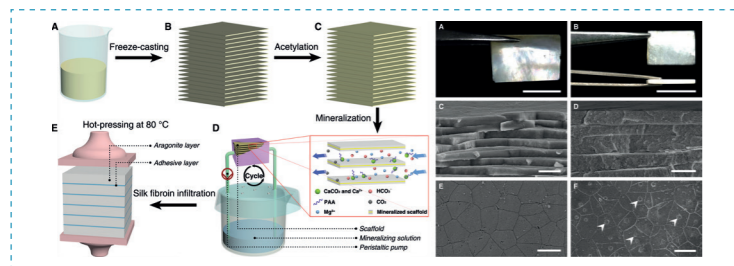 A
Freeze-casting
B
Acetylation
C
Mineralization
Hot-pressing at 80 °C
E
Aragonite layer
Adhesive layer
Silk fibroin infiltration
D
Cycle
CaCO₃ and Ca²⁺
HCO₃⁻
PAA
CO₂
Mg²⁺
Mineralized scaffold
Scaffold
Mineralizing solution
Peristaltic pump
A
B
C
D
E
F